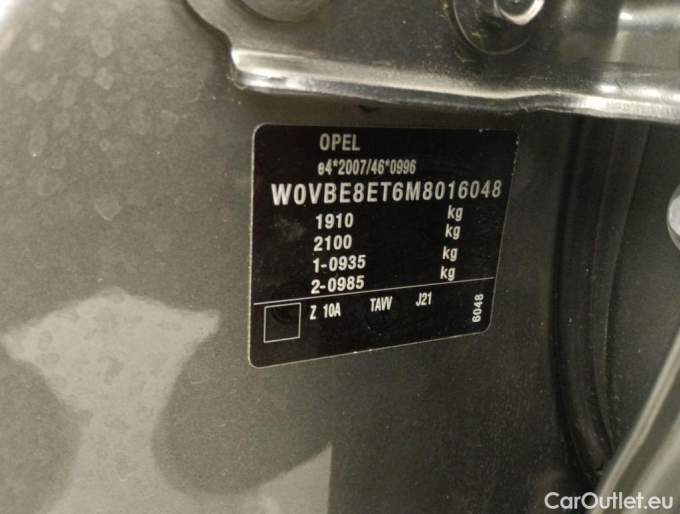 OPEL
e4*2007/46*0996
W0VBE8ET6M8016048
1910 kg
2100 kg
1-0935 kg
2-0985 kg
Z 10A TAVV J21
6048
CarOutlet.eu